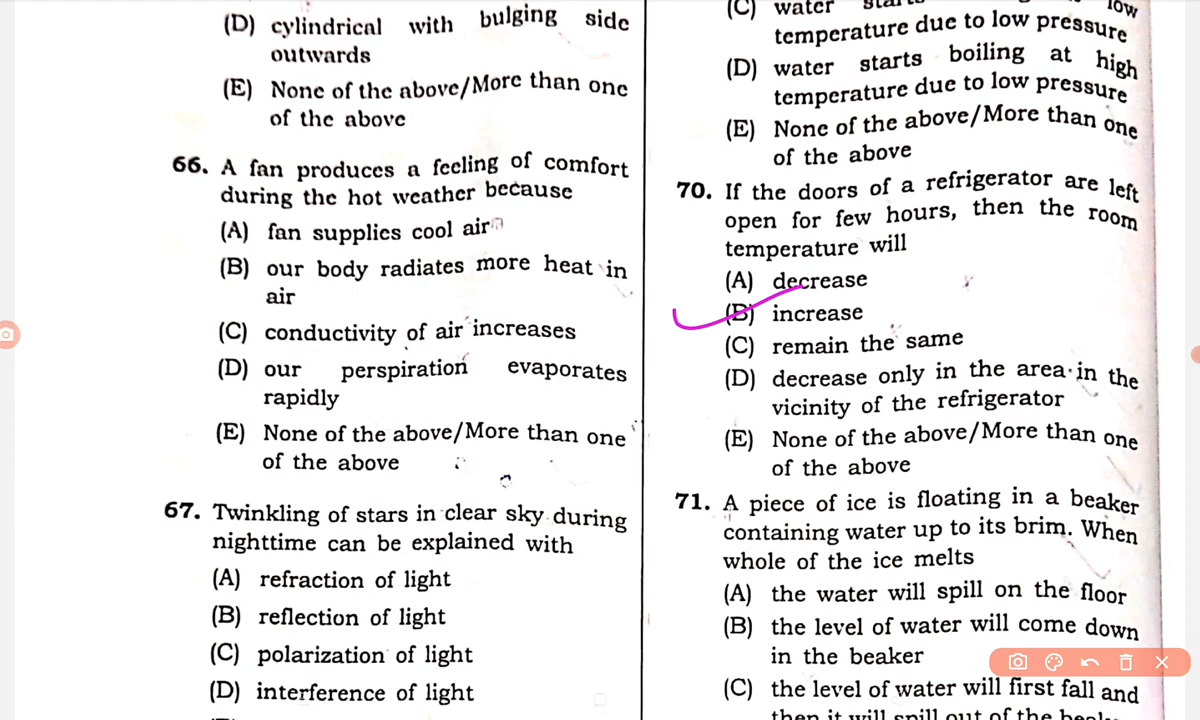 (D) cylindrical with bulging side
outwards
(E) None of the above/More than one
of the above
66. A fan produces a feeling of comfort
during the hot weather because
(A) fan supplies cool air
(B) our body radiates more heat in
air
(C) conductivity of air increases
(D) our perspiration evaporates
rapidly
(E) None of the above/More than one
of the above
67. Twinkling of stars in clear sky during
nighttime can be explained with
(A) refraction of light
(B) reflection of light
(C) polarization of light
(D) interference of light
(C) water starts low
temperature due to low pressure
(D) water starts boiling at high
temperature due to low pressure
(E) None of the above/More than one
of the above
70. If the doors of a refrigerator are left
open for few hours, then the room
temperature will
(A) decrease
(B) increase
(C) remain the same
(D) decrease only in the area in the
vicinity of the refrigerator
(E) None of the above/More than one
of the above
71. A piece of ice is floating in a beaker
containing water up to its brim. When
whole of the ice melts
(A) the water will spill on the floor
(B) the level of water will come down
in the beaker
(C) the level of water will first fall and
then it will spill out of the